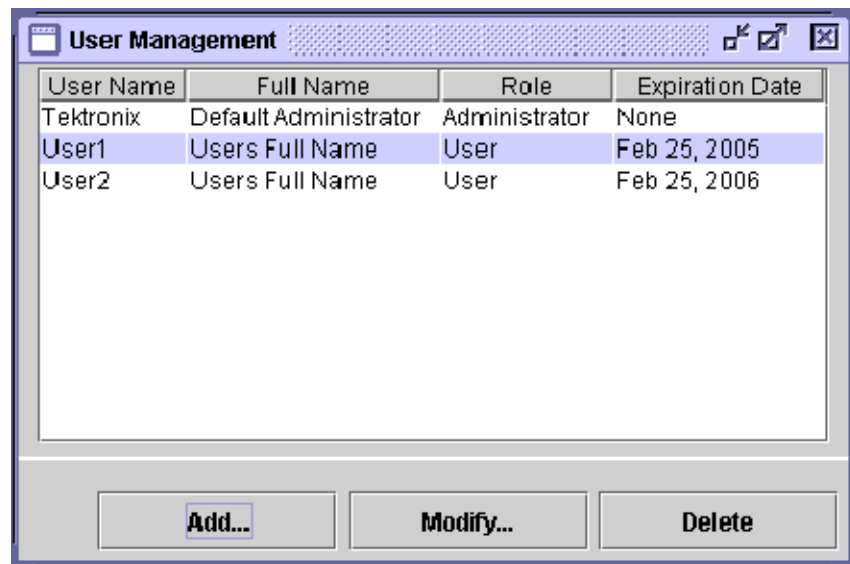 User Management
User Name Full Name Role Expiration Date
Tektronix Default Administrator Administrator None
User1 Users Full Name User Feb 25, 2005
User2 Users Full Name User Feb 25, 2006
Add... Modify... Delete